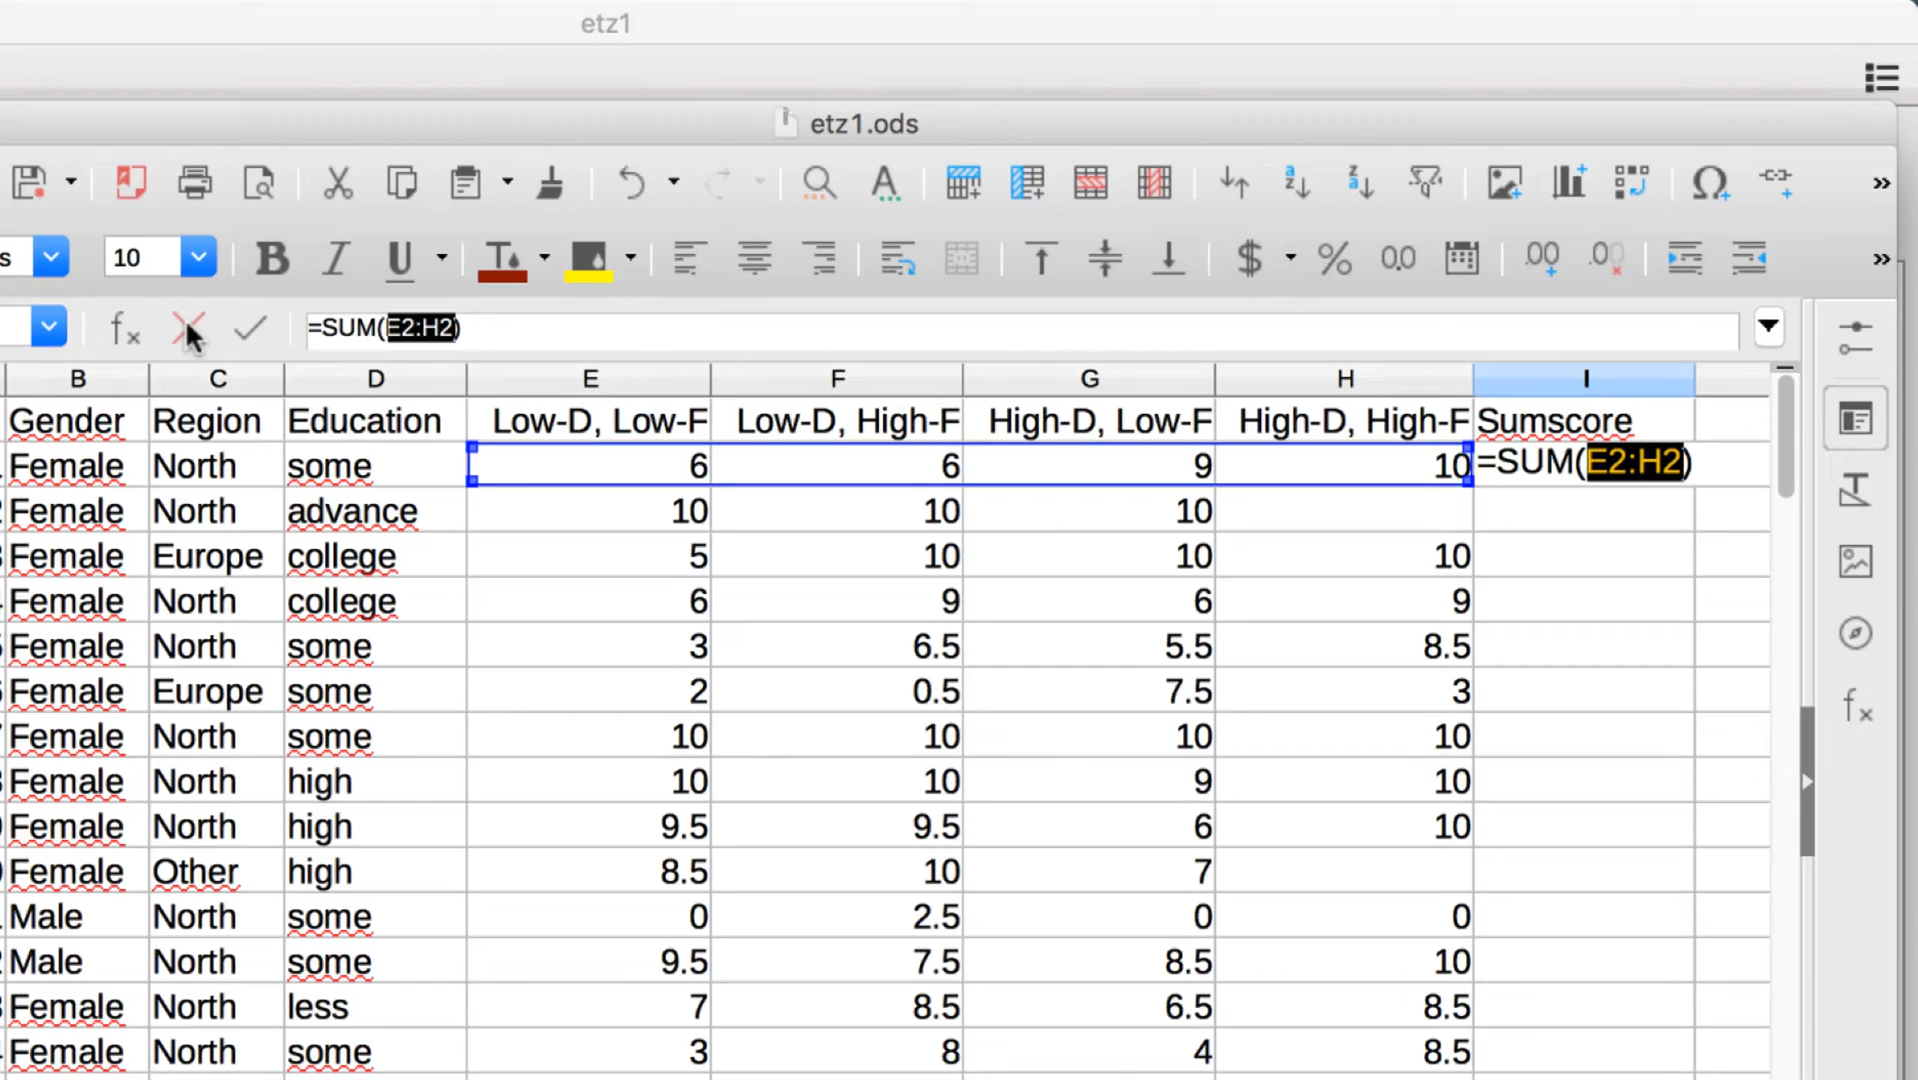 etz1
etz1.ods
10
=SUM(E2:H2)
B C D E F G H I
Gender Region Education Low-D, Low-F Low-D, High-F High-D, Low-F High-D, High-F Sumscore
Female North some 6 6 9 10 =SUM(E2:H2)
Female North advance 10 10 10
Female Europe college 5 10 10 10
Female North college 6 9 6 9
Female North some 3 6.5 5.5 8.5
Female Europe some 2 0.5 7.5 3
Female North some 10 10 10 10
Female North high 10 10 9 10
Female North high 9.5 9.5 6 10
Female Other high 8.5 10 7
Male North some 0 2.5 0 0
Male North some 9.5 7.5 8.5 10
Female North less 7 8.5 6.5 8.5
Female North some 3 8 4 8.5